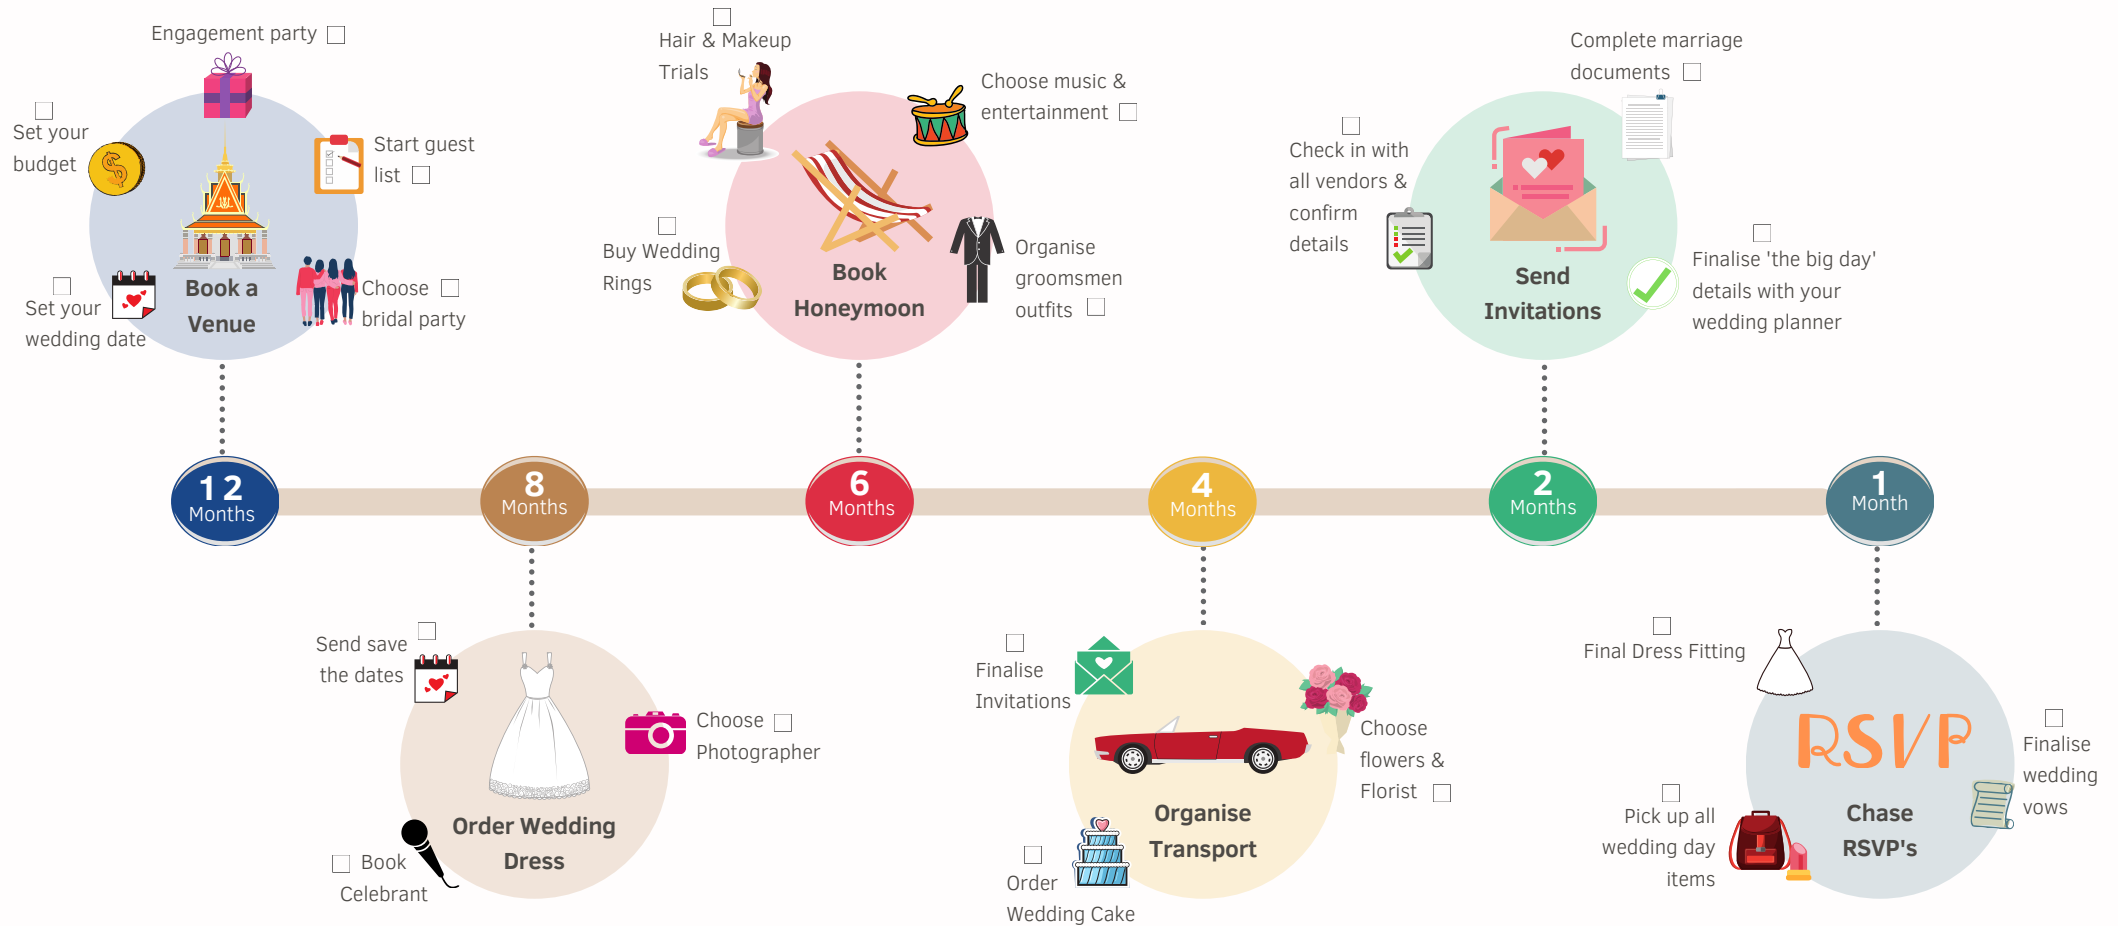 Engagement party
Set your
budget
Start guest
list
Set your
wedding date
Choose
bridal party
Book a
Venue
12
Months
Send save
the dates
Choose
Photographer
Book
Celebrant
Order Wedding
Dress
8
Months
Hair & Makeup
Trials
Choose music &
entertainment
Buy Wedding
Rings
Organise
groomsmen
outfits
Book
Honeymoon
6
Months
Finalise
Invitations
Choose
flowers &
Florist
Order
Wedding Cake
Organise
Transport
4
Months
Complete marriage
documents
Check in with
all vendors &
confirm
details
Finalise 'the big day'
details with your
wedding planner
Send
Invitations
2
Months
1
Month
Final Dress Fitting
RSVP
Finalise
wedding
vows
Pick up all
wedding day
items
Chase
RSVP's